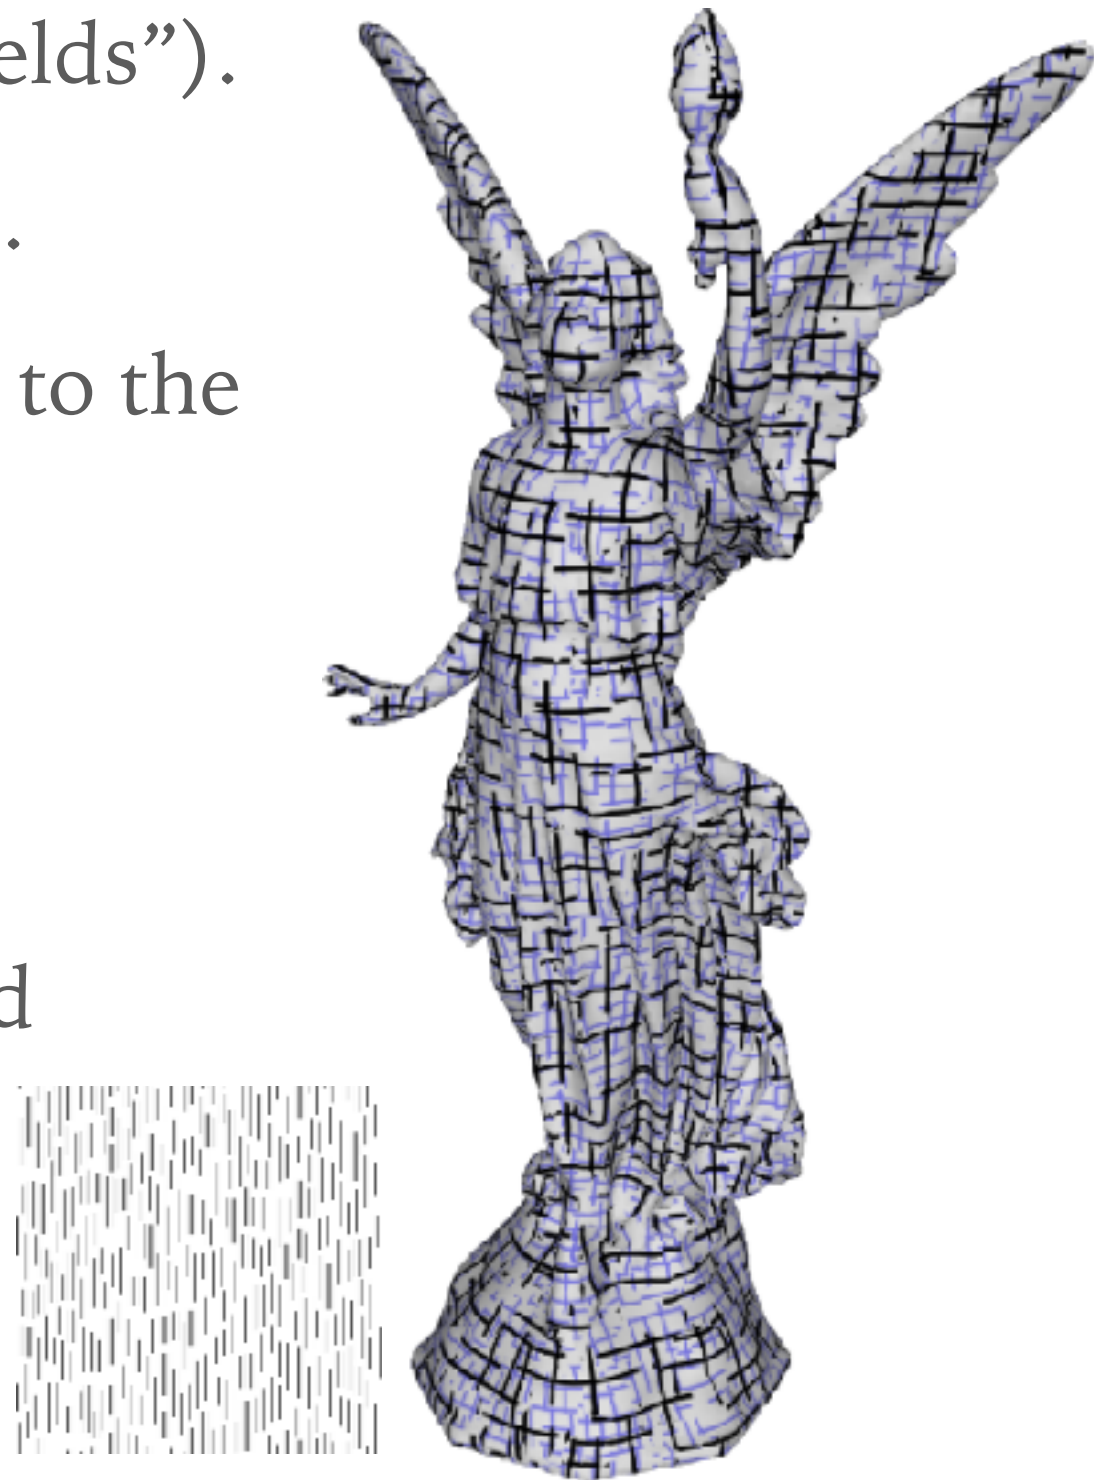 elds”).
.
to the
d